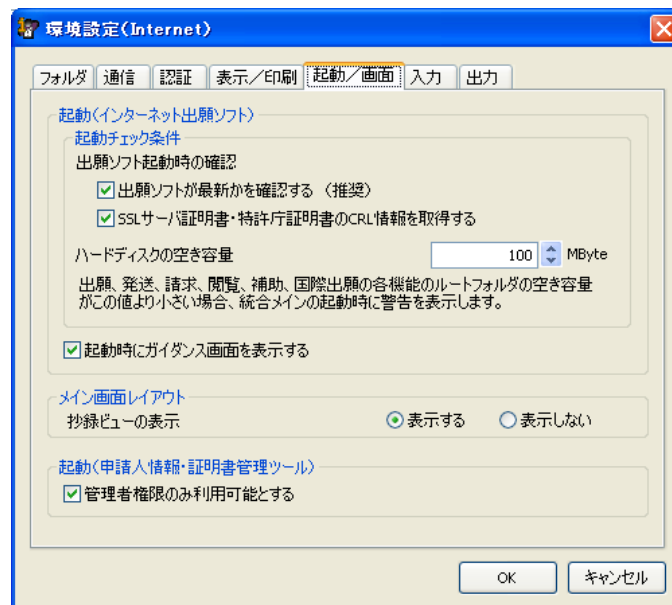 環境設定(Internet)
フォルダ 通信 認証 表示／印刷 起動／画面 入力 出力
起動(インターネット出願ソフト)
起動チェック条件
出願ソフト起動時の確認
出願ソフトが最新かを確認する （推奨）
SSLサーバ証明書・特許庁証明書のCRL情報を取得する
ハードディスクの空き容量 100 MByte
出願、発送、請求、閲覧、補助、国際出願の各機能のルートフォルダの空き容量
がこの値より小さい場合、統合メインの起動時に警告を表示します。
起動時にガイダンス画面を表示する
メイン画面レイアウト
抄録ビューの表示 表示する 表示しない
起動(申請人情報・証明書管理ツール)
管理者権限のみ利用可能とする
OK キャンセル